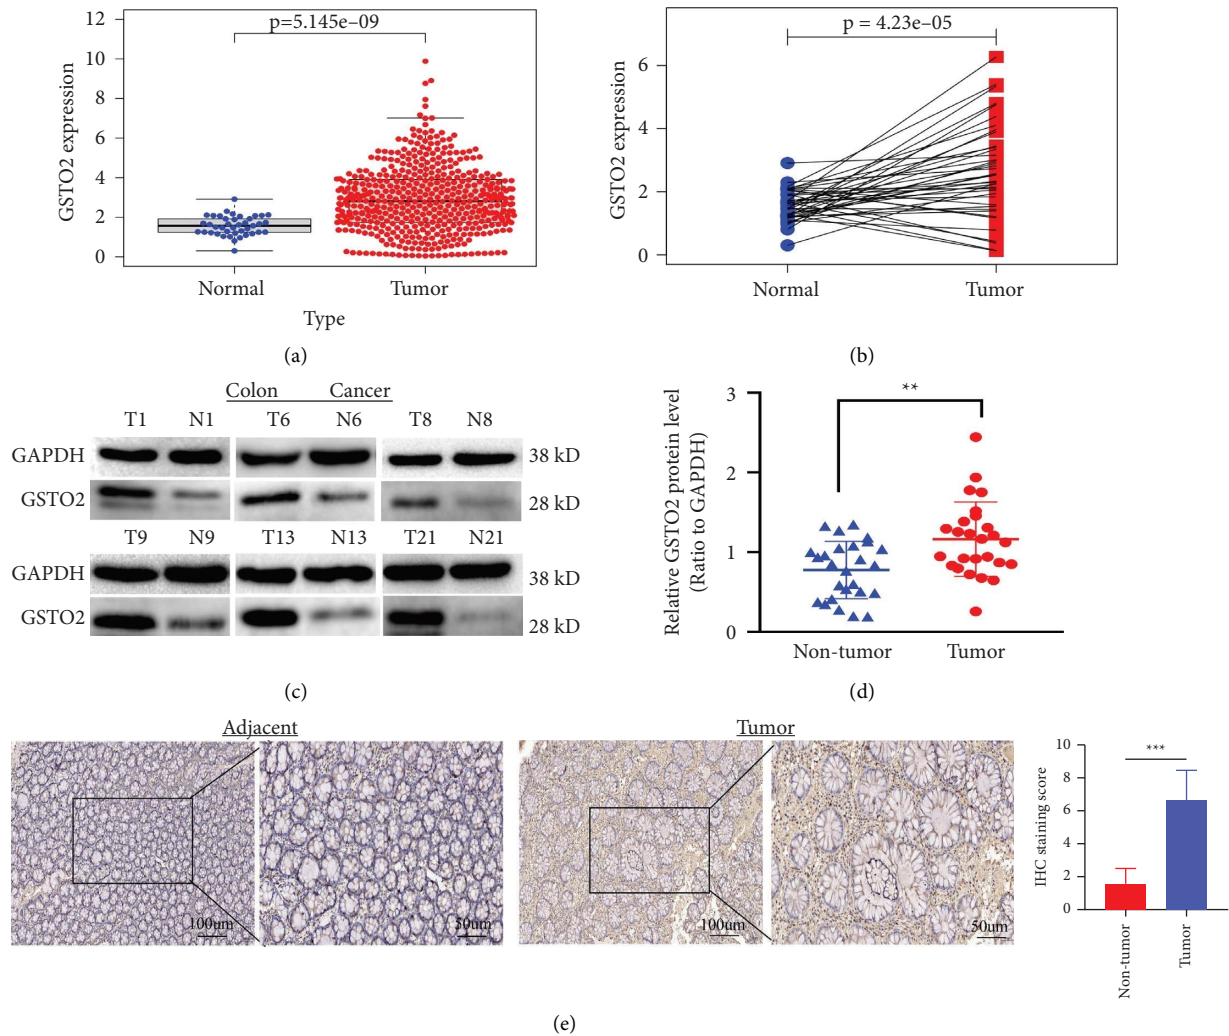 12
10
8
6
4
2
0
GSTO2 expression
p=5.145e–09
Normal
Tumor
Type
(a)
6
4
2
0
GSTO2 expression
p = 4.23e–05
Normal
Tumor
(b)
Colon Cancer
T1 N1 T6 N6 T8 N8
GAPDH 38 kD
GSTO2 28 kD
T9 N9 T13 N13 T21 N21
GAPDH 38 kD
GSTO2 28 kD
(c)
3
2
1
0
Relative GSTO2 protein level
(Ratio to GAPDH)
**
Non-tumor
Tumor
(d)
Adjacent
100um
50um
Tumor
100um
50um
10
8
6
4
2
0
IHC staining score
***
Non-tumor
Tumor
(e)